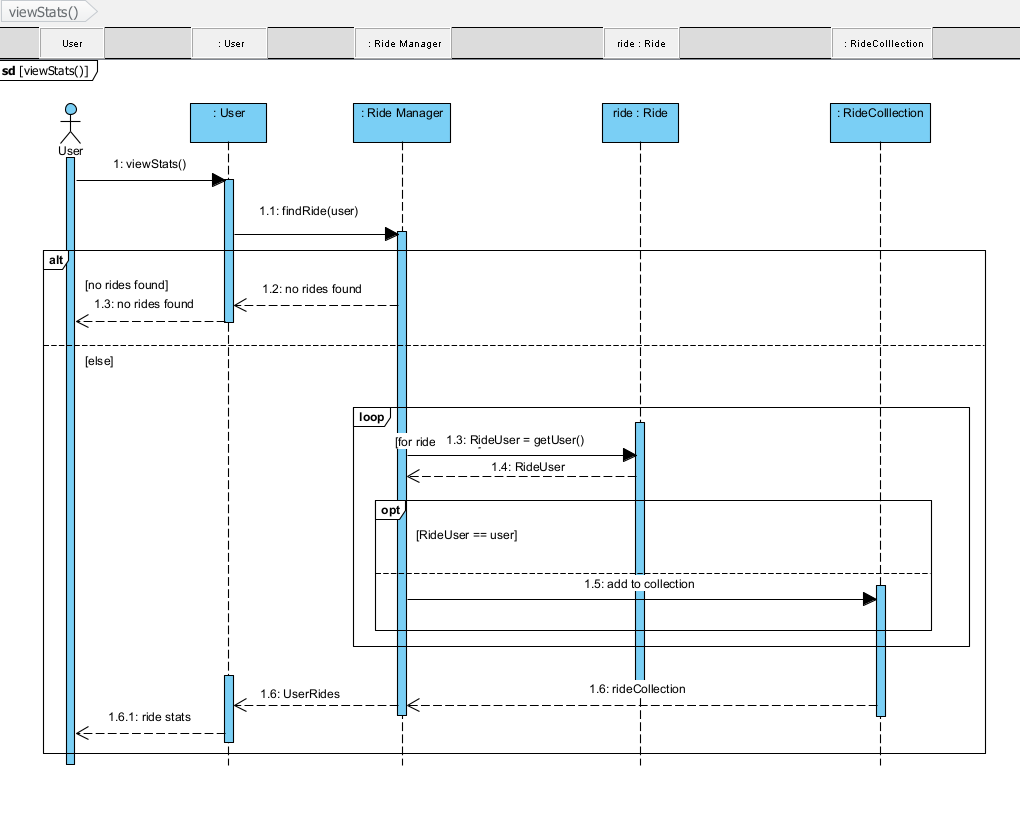 viewStats()
User
: User
: Ride Manager
ride : Ride
: RideColllection
sd [viewStats()]
: User
: Ride Manager
ride : Ride
: RideColllection
User
1: viewStats()
1.1: findRide(user)
alt
[no rides found]
1.2: no rides found
1.3: no rides found
[else]
loop
[for ride
1.3: RideUser = getUser()
1.4: RideUser
opt
[RideUser == user]
1.5: add to collection
1.6: UserRides
1.6: rideCollection
1.6.1: ride stats